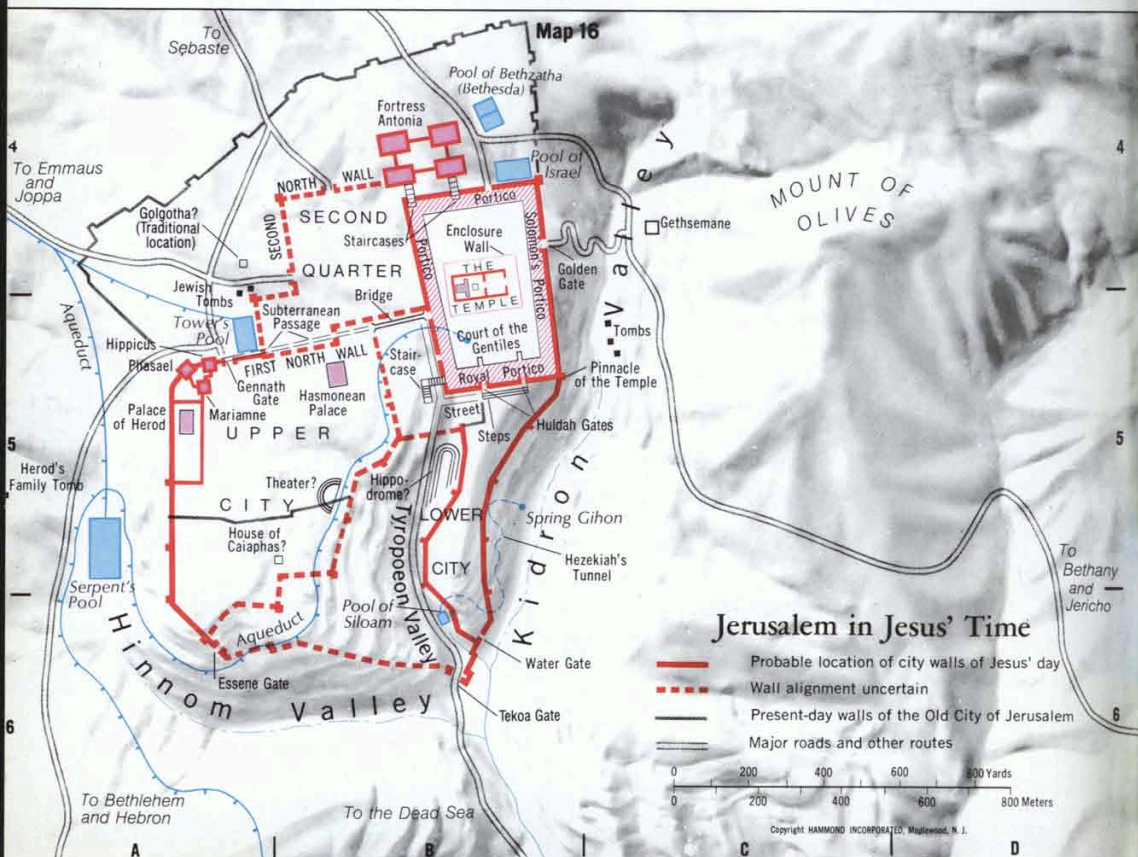 Map 16
To
Sebaste
Pool of Bethzatha
(Bethesda)
Fortress
Antonia
4
4
To Emmaus
and
Joppa
Pool of
Israel
NORTH WALL
SECOND
Golgotha?
(Traditional
location)
SECOND
QUARTER
Staircases
Portico
Portico
Solomon's Portico
Enclosure
Wall
THE
TEMPLE
Court of the
Gentiles
Royal Portico
Golden
Gate
Gethsemane
MOUNT OF
OLIVES
Kidron Valley
Tombs
Jewish
Tombs
Bridge
Subterranean
Passage
Tower's
Pool
Aqueduct
Hippicus
Phasael
FIRST NORTH WALL
Gennath
Gate
Mariamne
Hasmonean
Palace
Palace
of Herod
Stair-
case
Pinnacle
of the Temple
Street
Steps
Huldah Gates
UPPER
CITY
5
5
Herod's
Family Tomb
Theater?
Hippo-
drome?
LOWER
CITY
Spring Gihon
Hezekiah's
Tunnel
House of
Caiaphas?
Tyropoeon Valley
Serpent's
Pool
Pool of
Siloam
Aqueduct
Hinnom Valley
Essene Gate
Water Gate
Tekoa Gate
To
Bethany
and
Jericho
6
6
To Bethlehem
and Hebron
To the Dead Sea
Jerusalem in Jesus' Time
Probable location of city walls of Jesus' day
Wall alignment uncertain
Present-day walls of the Old City of Jerusalem
Major roads and other routes
0 200 400 600 800 Yards
0 200 400 600 800 Meters
Copyright HAMMOND INCORPORATED, Maplewood, N. J.
A B C D